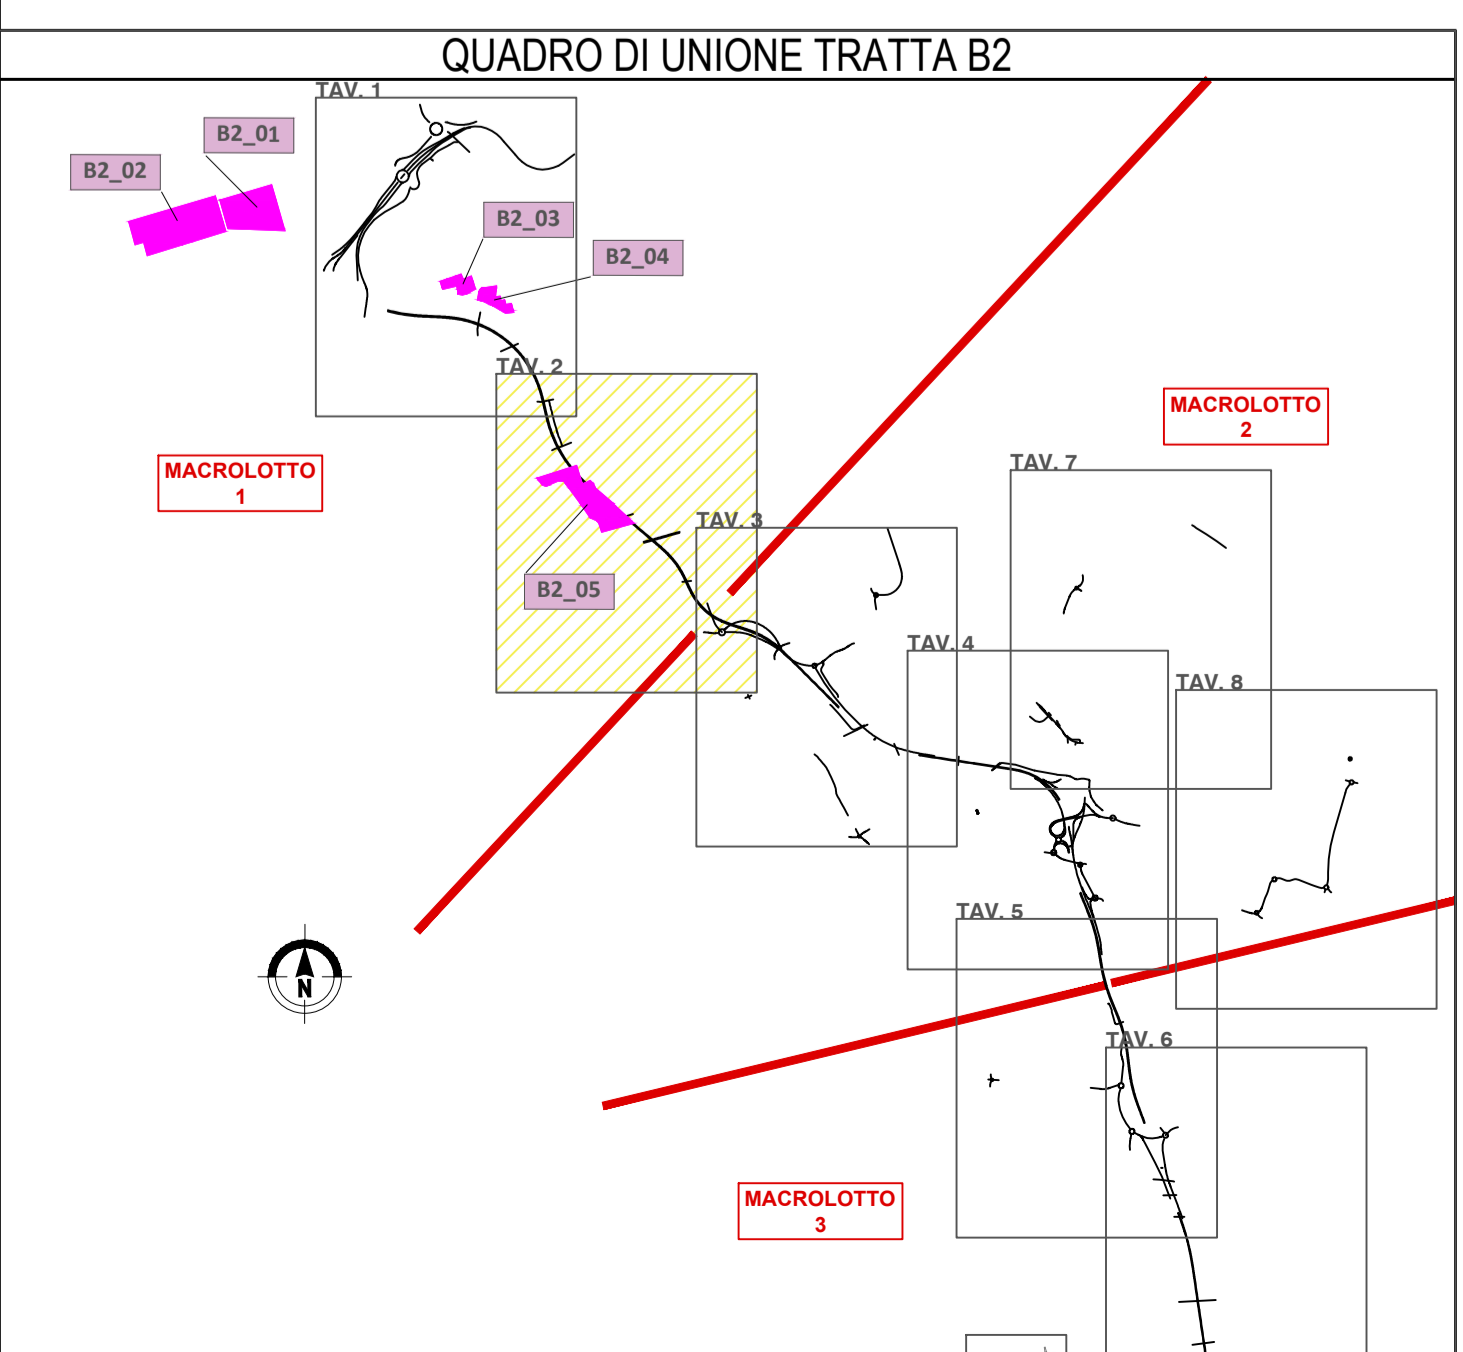 QUADRO DI UNIONE TRATTA B2
TAV. 1
B2_01
B2_02
B2_03
B2_04
TAV. 2
MACROLOTTO
2
MACROLOTTO
1
TAV. 7
TAV. 3
B2_05
TAV. 4
TAV. 8
TAV. 5
N
TAV. 6
MACROLOTTO
3